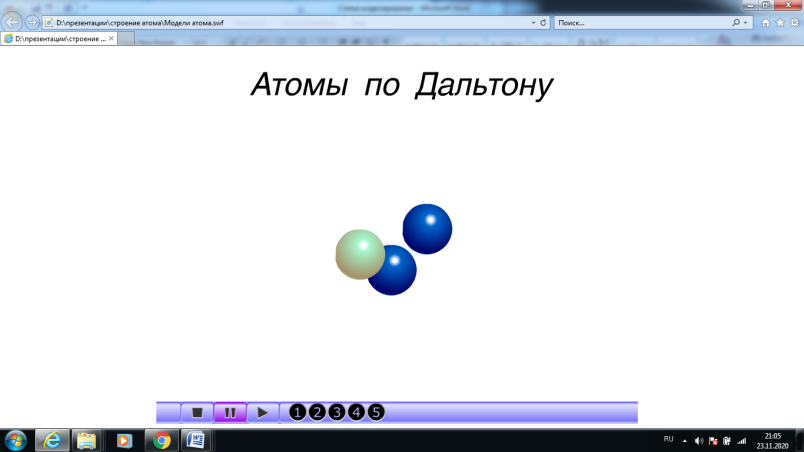 D:\презентации\строение атома\Модели атома.swf
Поиск...
D:\презентации\строение ...
Атомы по Дальтону
1 2 3 4 5
RU
21:05
23.11.2020